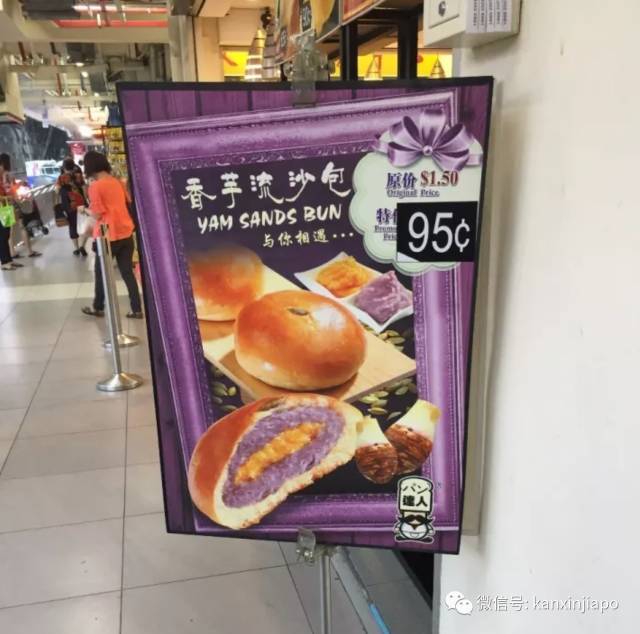 原价 $1.50
Original Price
95¢
香芋流沙包
YAM SANDS BUN
与你相遇...
パン
達人
微信号: kanxinjiapo